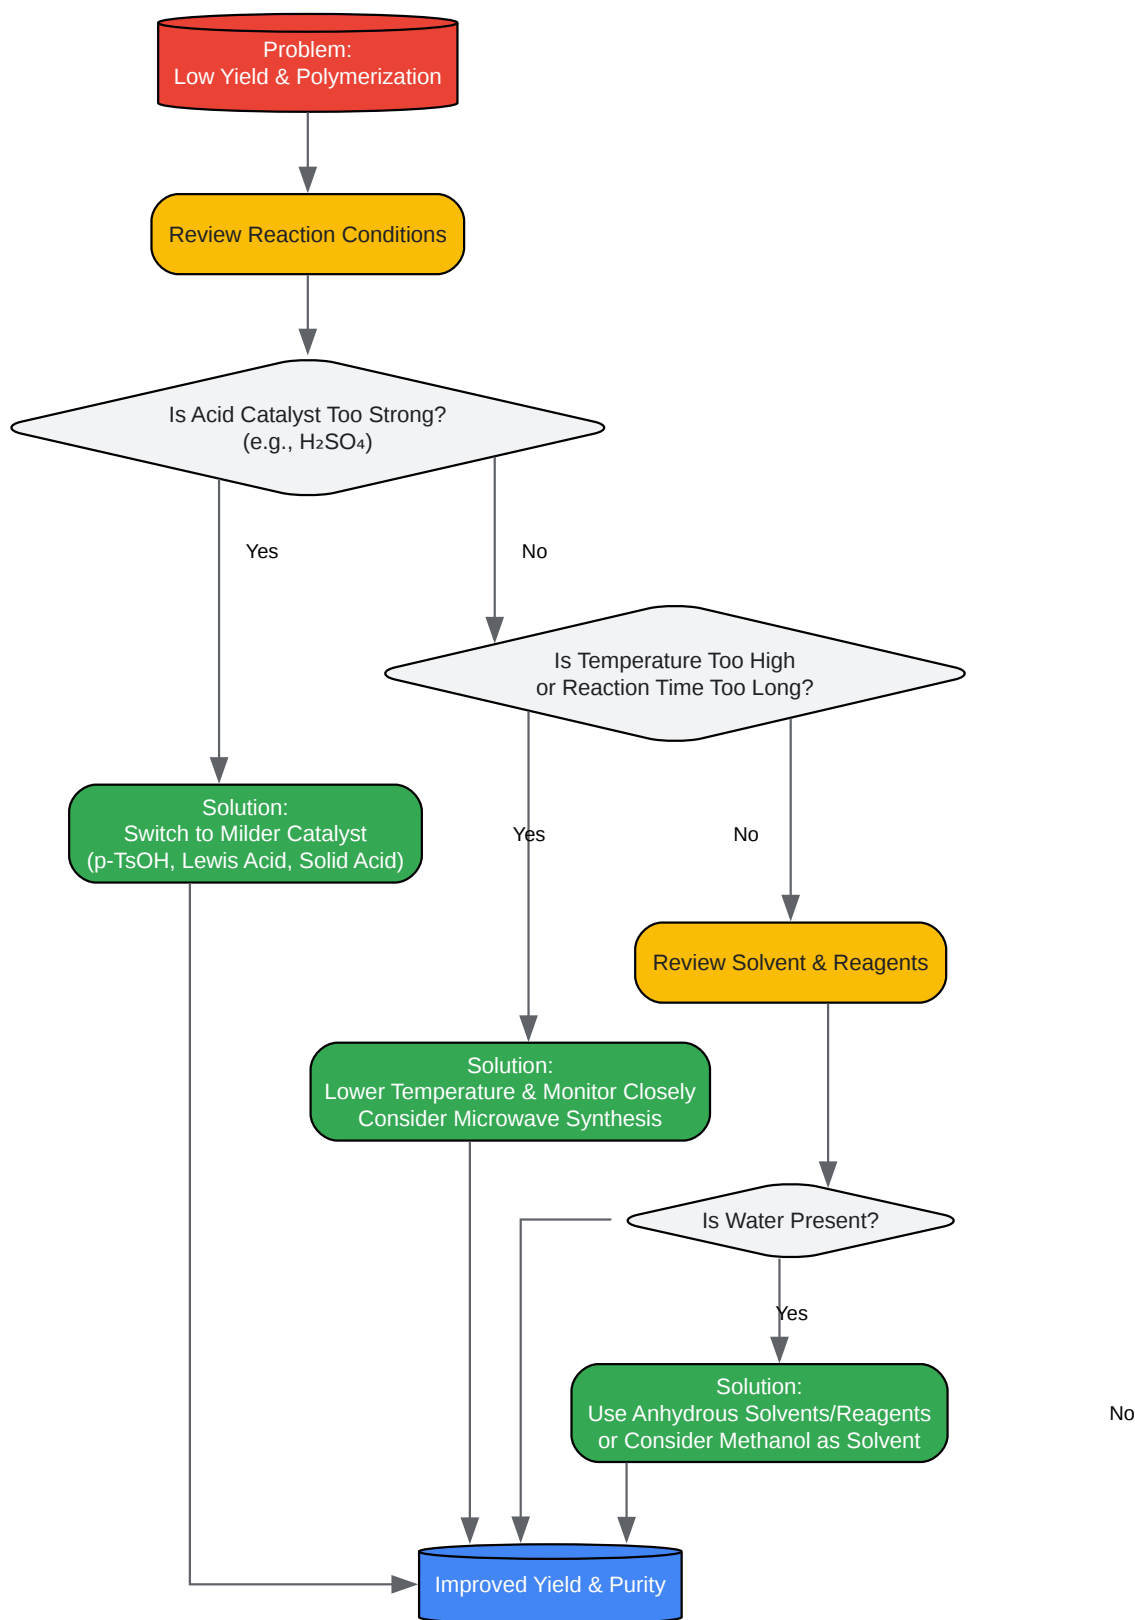 Problem:
Low Yield & Polymerization
Review Reaction Conditions
Is Acid Catalyst Too Strong?
(e.g., H₂SO₄)
Yes
No
Is Temperature Too High
or Reaction Time Too Long?
Solution:
Switch to Milder Catalyst
(p-TsOH, Lewis Acid, Solid Acid)
Yes
No
Review Solvent & Reagents
Solution:
Lower Temperature & Monitor Closely
Consider Microwave Synthesis
Is Water Present?
Yes
Solution:
Use Anhydrous Solvents/Reagents
or Consider Methanol as Solvent
No
Improved Yield & Purity